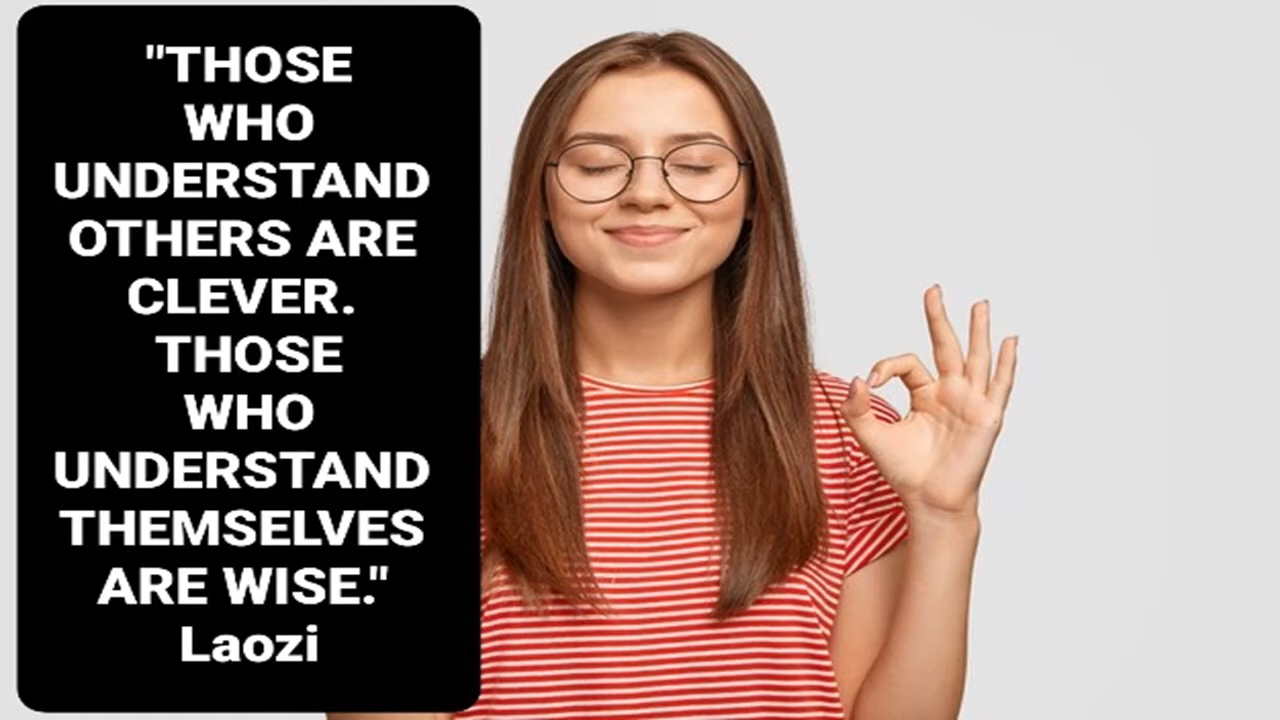 "THOSE
WHO
UNDERSTAND
OTHERS ARE
CLEVER.
THOSE
WHO
UNDERSTAND
THEMSELVES
ARE WISE."
Laozi